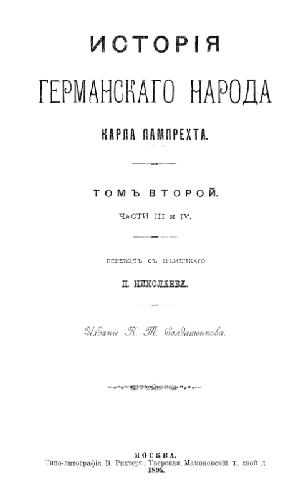 ИСТОРІЯ
ГЕРМАНСКАГО НАРОДА
КАРЛА ЛАМПРЕХТА.
ТОМЪ ВТОРОЙ.
ЧАСТИ III и IV.
ПЕРЕВОДЪ СЪ НѢМЕЦКАГО
П. НИКОЛАЕВА.
Изданіе К. Т. Солдатенкова.
МОСКВА.
Типо-литографія В. Рихтеръ, Тверская, Мамоновскій п., свой д.